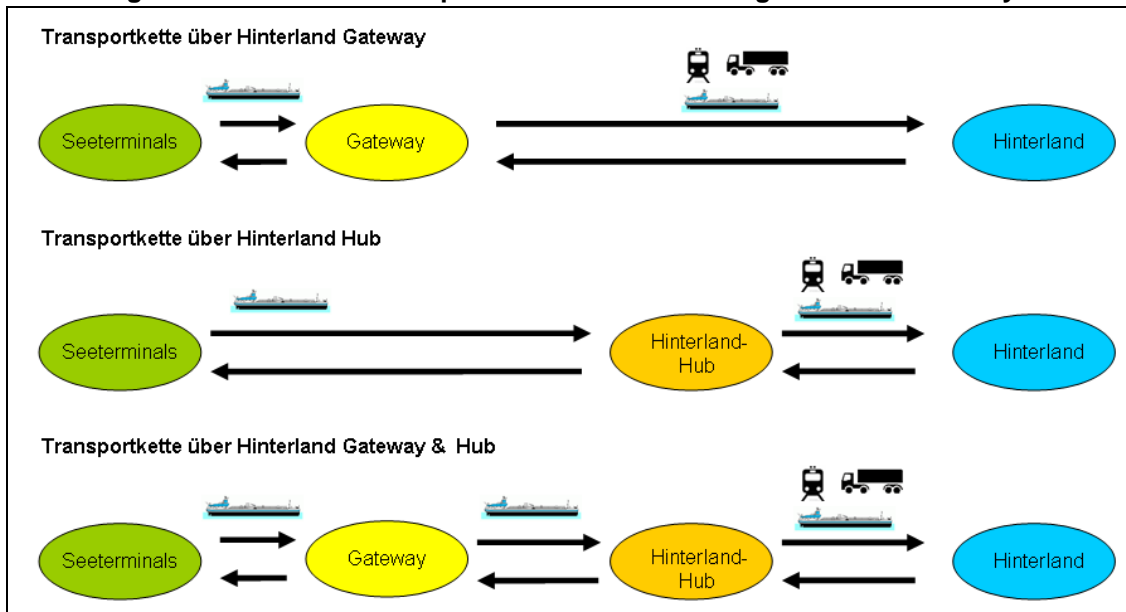 Transportkette über Hinterland Gateway
Seeterminals
Gateway
Hinterland
Transportkette über Hinterland Hub
Seeterminals
Hinterland-
Hub
Hinterland
Transportkette über Hinterland Gateway & Hub
Seeterminals
Gateway
Hinterland-
Hub
Hinterland